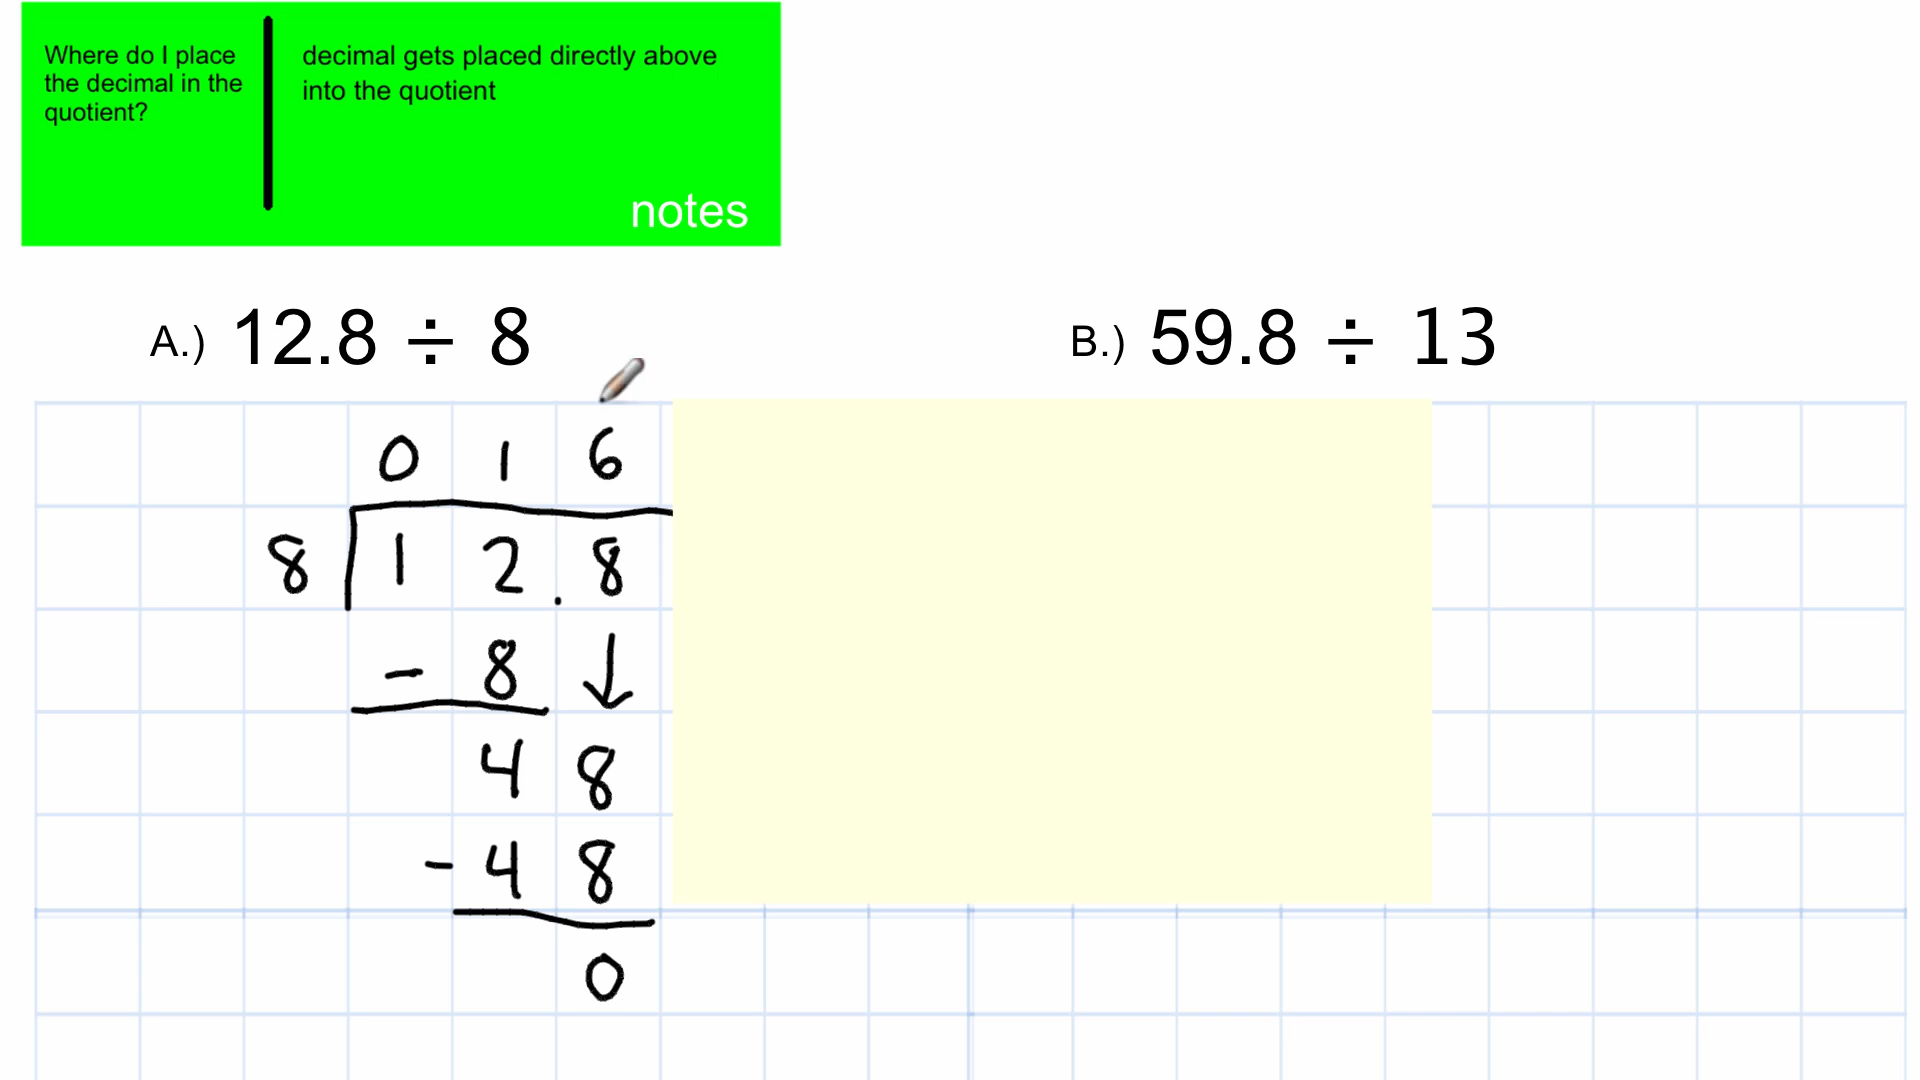 Where do I place
the decimal in the
quotient?
decimal gets placed directly above
into the quotient
notes
A.) 12.8 ÷ 8
B.) 59.8 ÷ 13
0 1 6
8 1 2 . 8
- 8 ↓
4 8
- 4 8
0